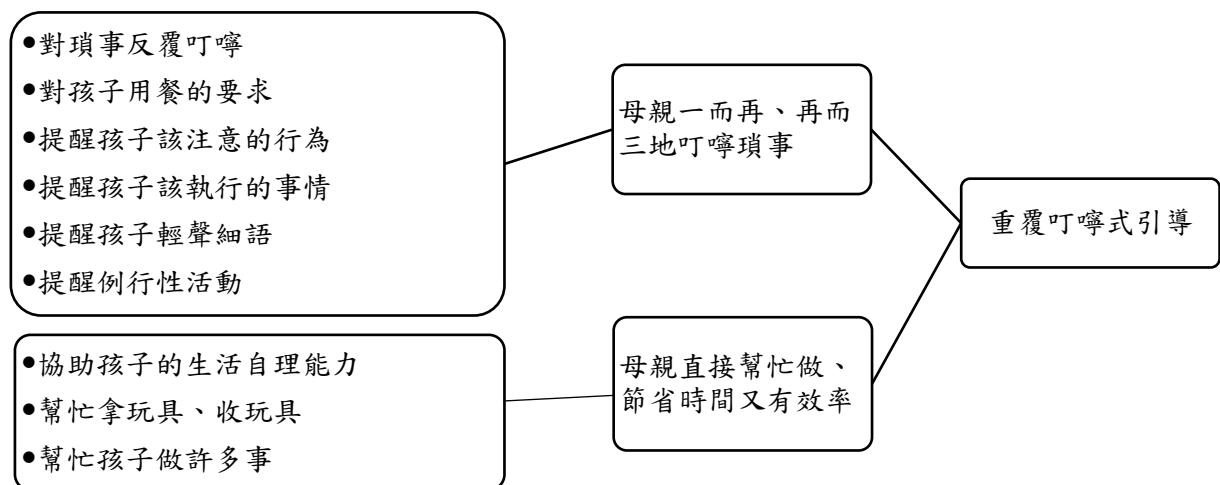 ●對瑣事反覆叮嚀
●對孩子用餐的要求
●提醒孩子該注意的行為
●提醒孩子該執行的事情
●提醒孩子輕聲細語
●提醒例行性活動
母親一而再、再而
三地叮嚀瑣事
重覆叮嚀式引導
●協助孩子的生活自理能力
●幫忙拿玩具、收玩具
●幫忙孩子做許多事
母親直接幫忙做、
節省時間又有效率